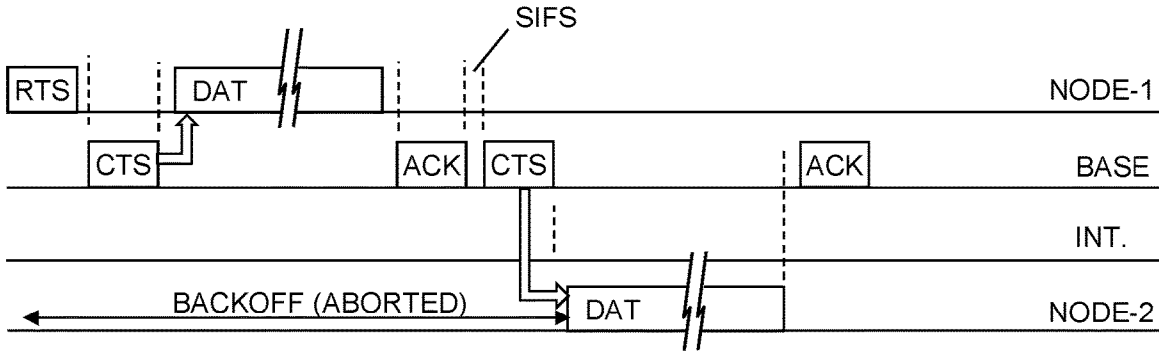 SIFS
RTS DAT NODE-1
CTS ACK CTS ACK BASE
INT.
BACKOFF (ABORTED) DAT NODE-2